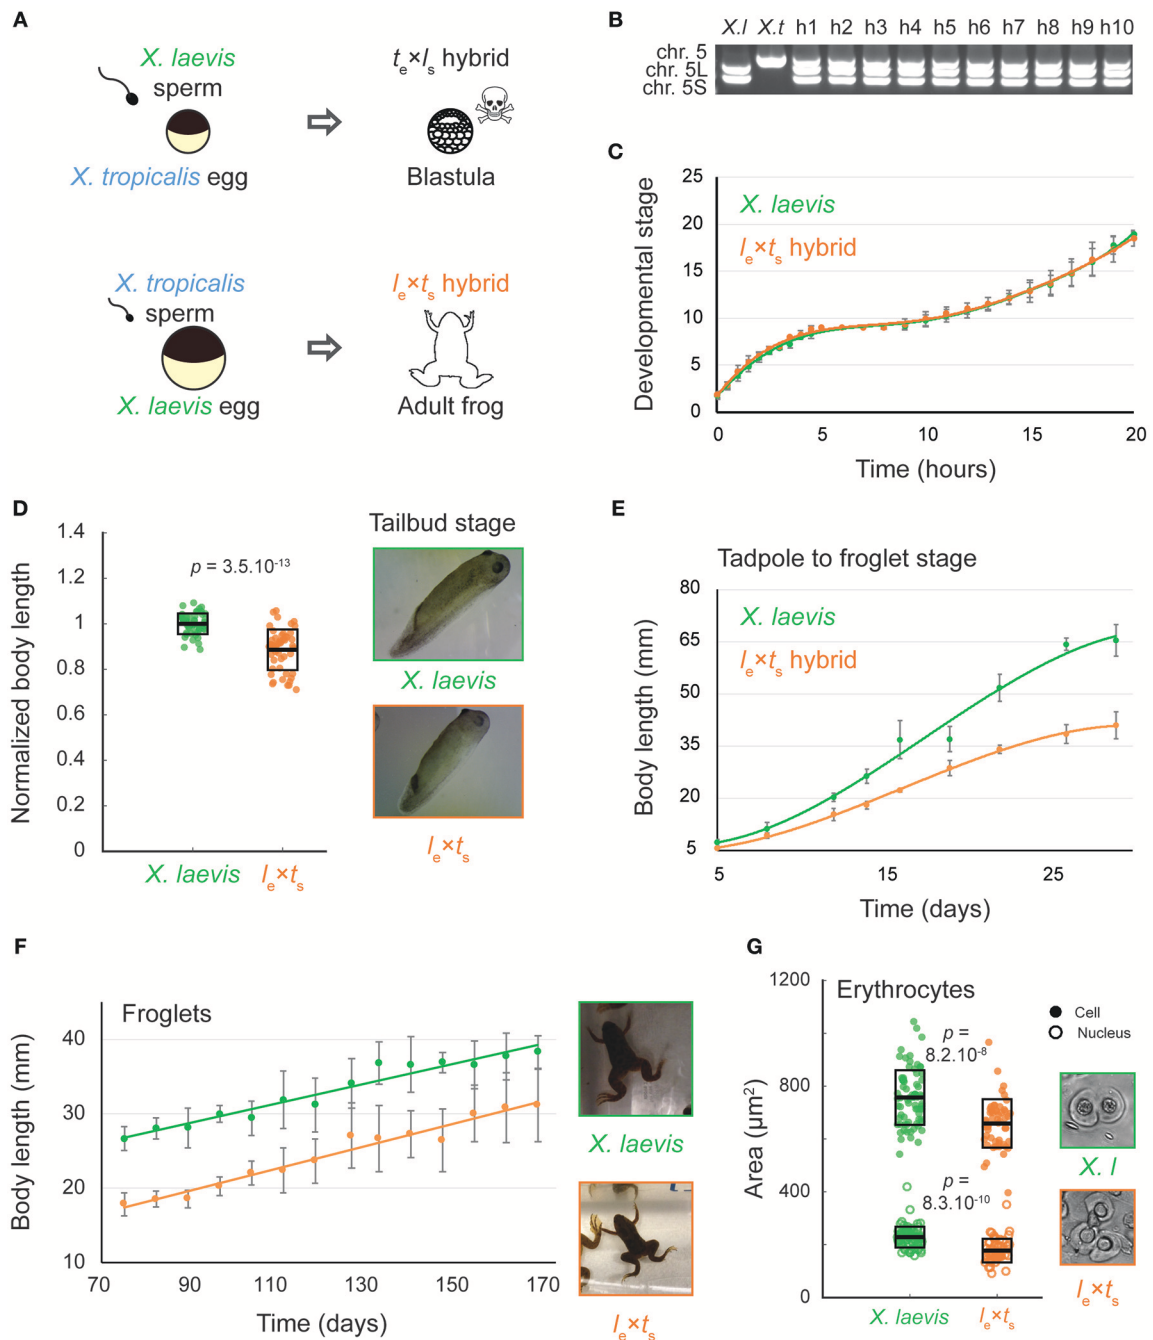 A
X. laevis
sperm
X. tropicalis egg
te×ls hybrid
Blastula
X. tropicalis
sperm
X. laevis egg
le×ts hybrid
Adult frog
B
X.l X.t h1 h2 h3 h4 h5 h6 h7 h8 h9 h10
chr. 5
chr. 5L
chr. 5S
C
Developmental stage
25
20
15
10
5
0
X. laevis
le×ts hybrid
0 5 10 15 20
Time (hours)
D
Normalized body length
1.4
1.2
1
0.8
0.6
0.4
0.2
0
p = 3.5.10-13
X. laevis le×ts
Tailbud stage
X. laevis
le×ts
E
Tadpole to froglet stage
Body length (mm)
80
65
50
35
20
5
X. laevis
le×ts hybrid
5 15 25
Time (days)
F
Froglets
Body length (mm)
40
30
20
10
70 90 110 130 150 170
Time (days)
X. laevis
le×ts
G
Erythrocytes
Area (µm2)
1200
800
400
0
p =
8.2.10-8
p =
8.3.10-10
Cell
Nucleus
X. laevis le×ts
X. l
le×ts